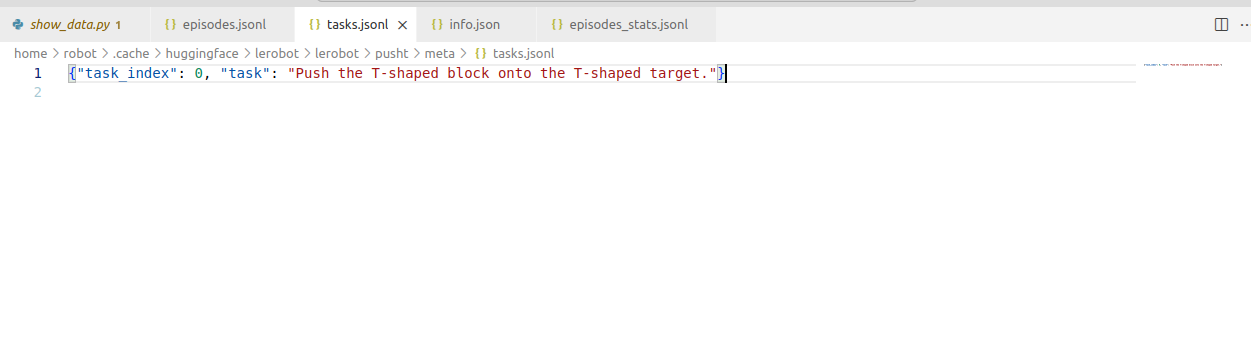 show_data.py 1 episodes.jsonl tasks.jsonl info.json episodes_stats.jsonl
home > robot > .cache > huggingface > lerobot > lerobot > pusht > meta > {} tasks.jsonl
1 {"task_index": 0, "task": "Push the T-shaped block onto the T-shaped target."}
2